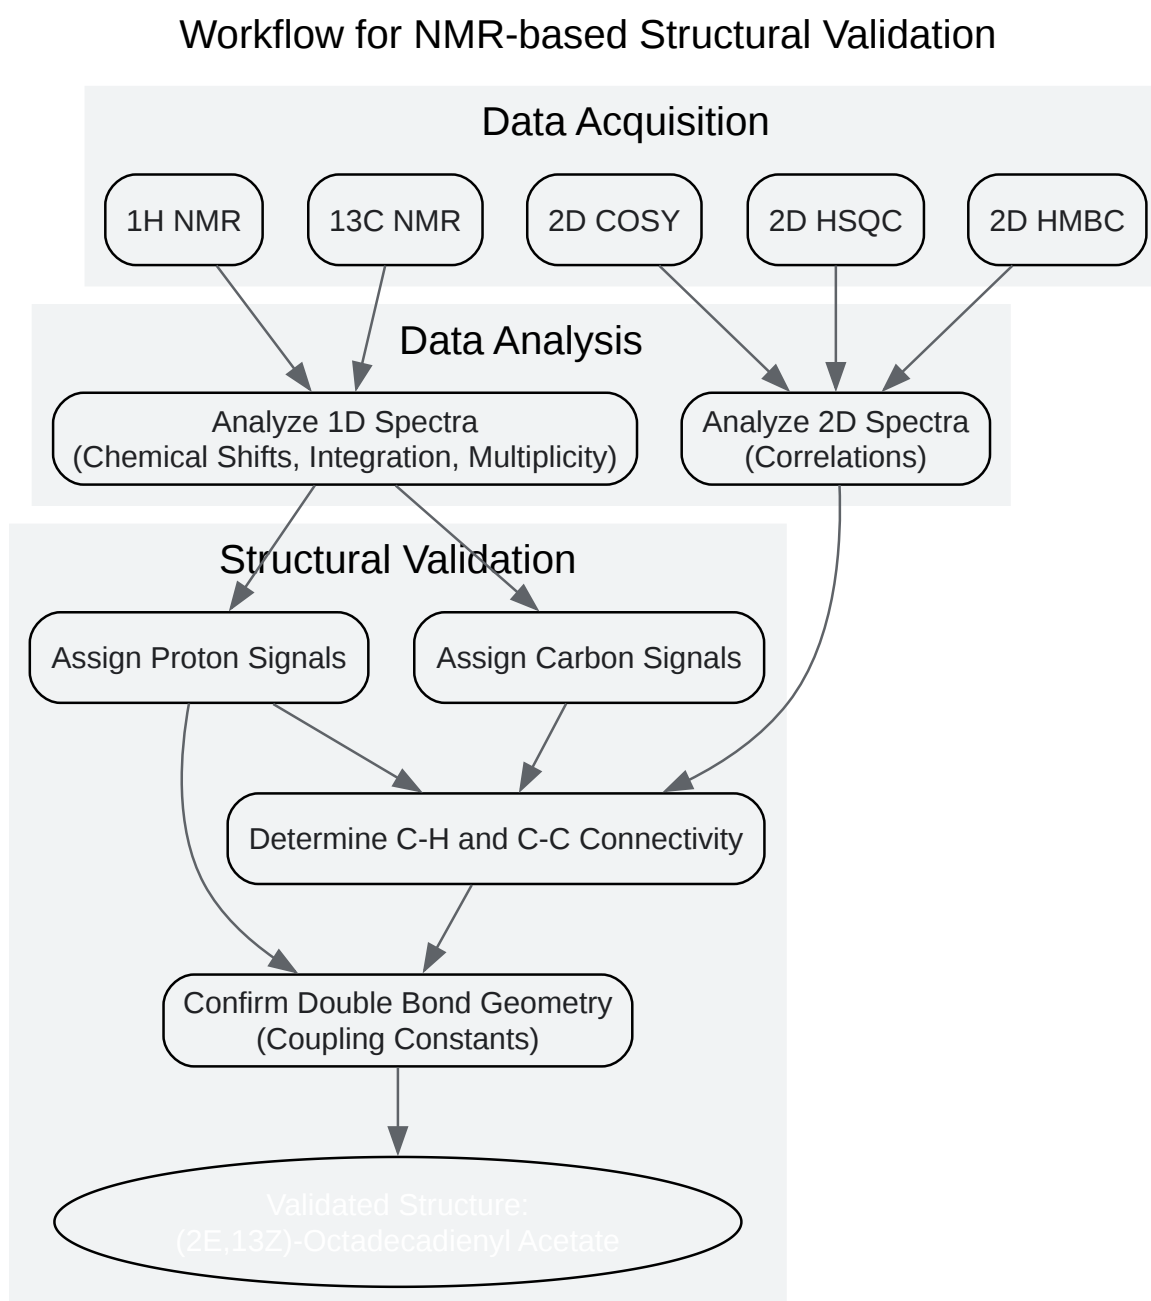 Workflow for NMR-based Structural Validation
Data Acquisition
1H NMR
13C NMR
2D COSY
2D HSQC
2D HMBC
Data Analysis
Analyze 1D Spectra
(Chemical Shifts, Integration, Multiplicity)
Analyze 2D Spectra
(Correlations)
Structural Validation
Assign Proton Signals
Assign Carbon Signals
Determine C-H and C-C Connectivity
Confirm Double Bond Geometry
(Coupling Constants)
Validated Structure:
(2E,13Z)-Octadecadienyl Acetate